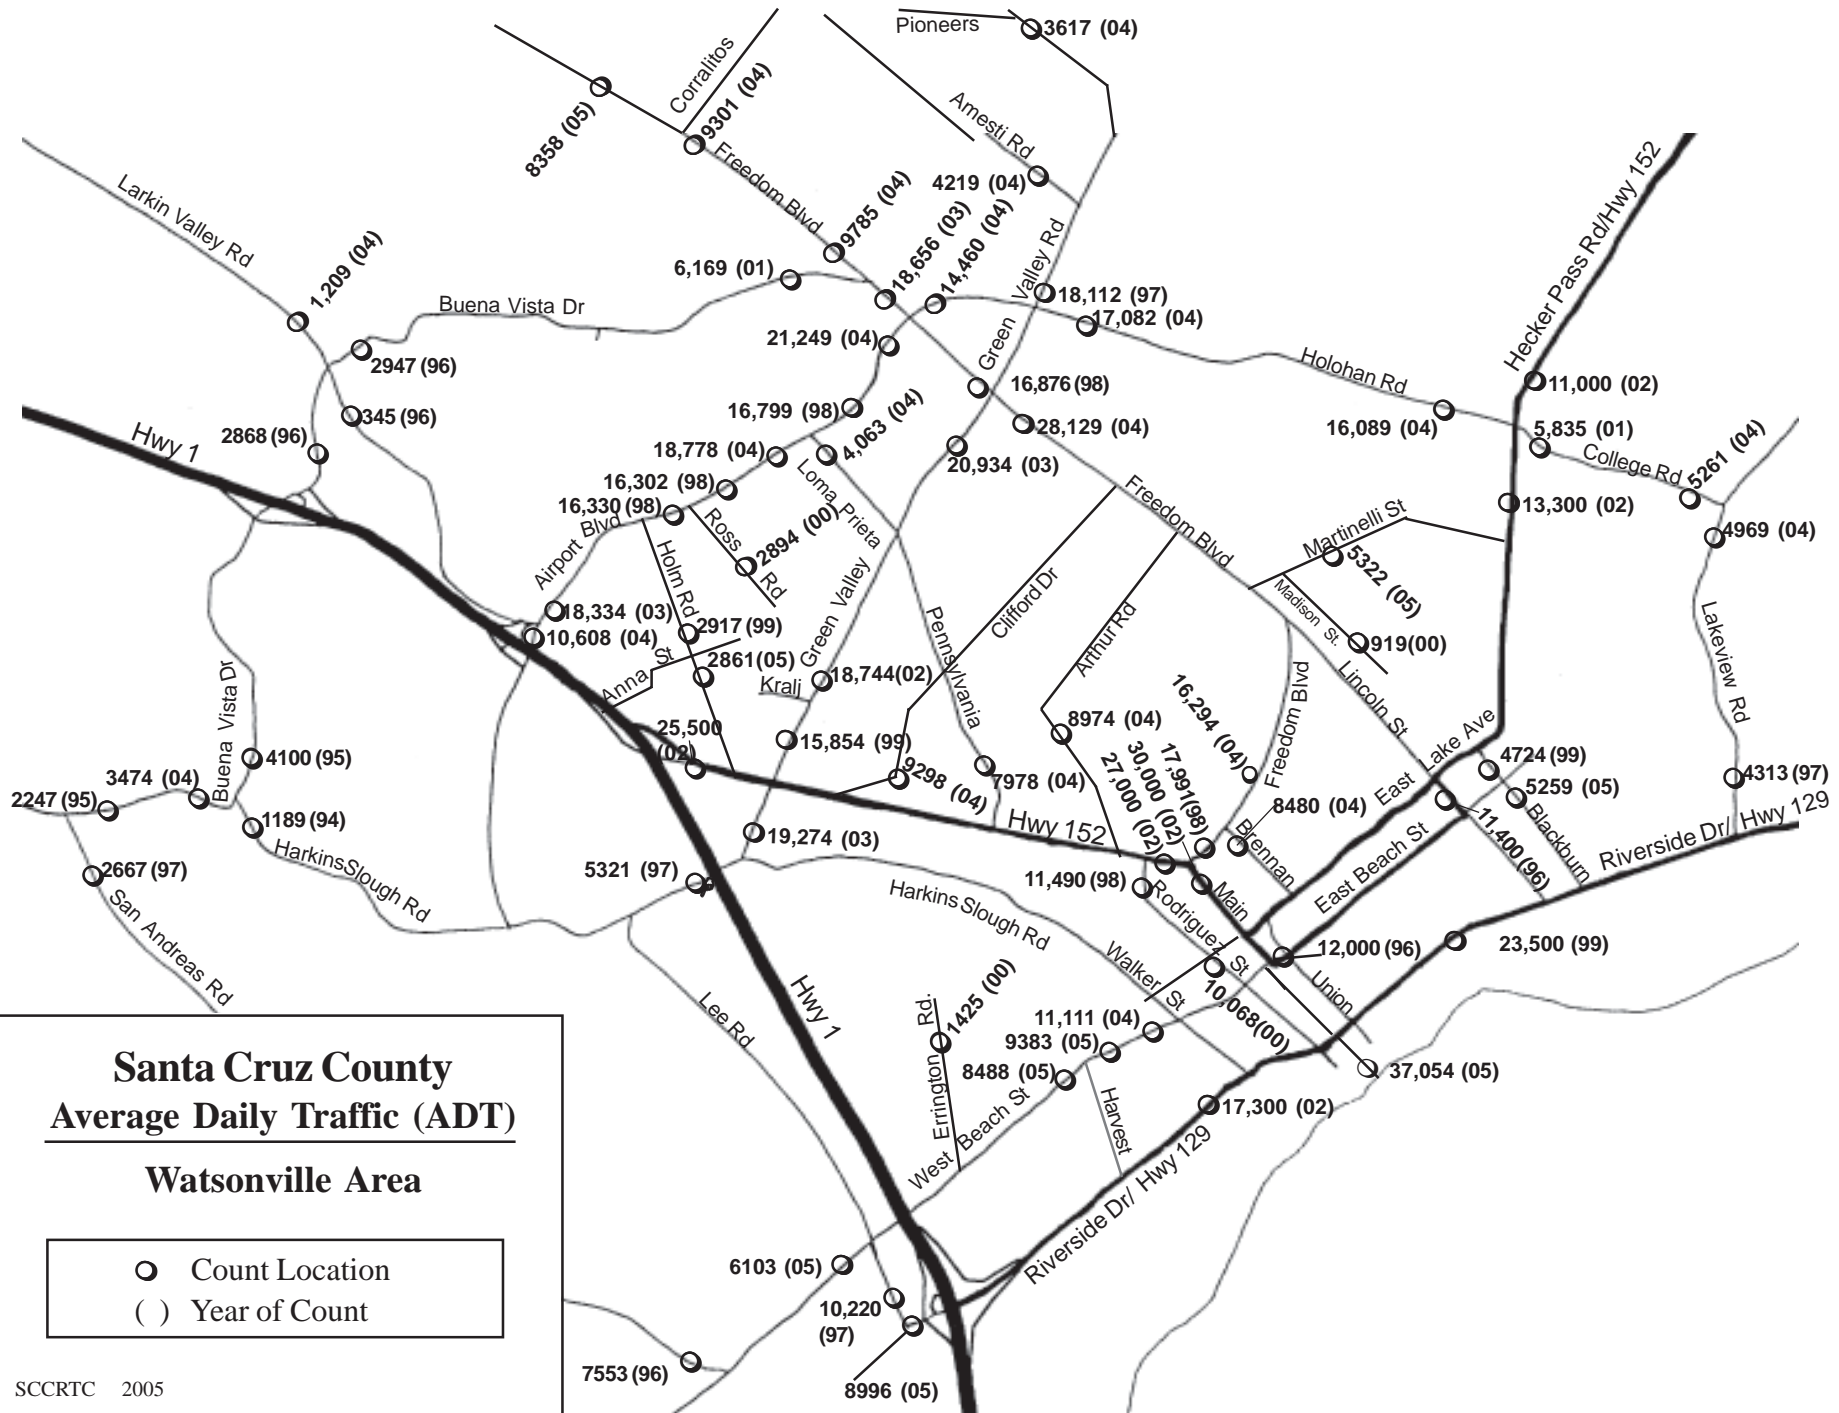 Pioneers
3617 (04)
Corralitos
9301 (04)
8358 (05)
Amesti Rd
Freedom Blvd
4219 (04)
9785 (04)
18,656 (03)
14,460 (04)
Hecker Pass Rd/Hwy 152
Larkin Valley Rd
1,209 (04)
6,169 (01)
Buena Vista Dr
Green Valley Rd
18,112 (97)
17,082 (04)
21,249 (04)
2947 (96)
Holohan Rd
11,000 (02)
16,876 (98)
345 (96)
16,799 (98)
4,063 (04)
28,129 (04)
16,089 (04)
5,835 (01)
Hwy 1
2868 (96)
18,778 (04)
20,934 (03)
College Rd
5261 (04)
16,302 (98)
16,330 (98)
Loma Prieta
Freedom Blvd
13,300 (02)
Airport Blvd
Ross Rd
2894 (00)
Martinelli St
5322 (05)
4969 (04)
Holm Rd
Green Valley
Clifford Dr
Arthur Rd
Madison St.
919(00)
18,334 (03)
10,608 (04)
2917 (99)
Anna St
2861(05)
Pennsylvania
Lakeview Rd
Kralj
18,744(02)
Lincoln St
Freedom Blvd
16,294 (04)
Buena Vista Dr
25,500
(02)
15,854 (99)
8974 (04)
17,991(98)
30,000 (02)
27,000 (02)
East Lake Ave
4724 (99)
4100 (95)
3474 (04)
2247 (95)
9298 (04)
7978 (04)
5259 (05)
4313 (97)
8480 (04)
11,400 (96)
Blackburn
1189 (94)
Hwy 152
Brennan
East Beach St
Riverside Dr/ Hwy 129
19,274 (03)
Harkins Slough Rd
2667 (97)
5321 (97)
11,490 (98)
Rodriguez St
Main
Harkins Slough Rd
San Andreas Rd
12,000 (96)
23,500 (99)
Walker St
Union
10,068(00)
Lee Rd
Hwy 1
Errington Rd.
1425 (00)
11,111 (04)
9383 (05)
8488 (05)
37,054 (05)
West Beach St
Harvest
17,300 (02)
Riverside Dr/ Hwy 129
6103 (05)
10,220
(97)
7553 (96)
8996 (05)
Santa Cruz County
Average Daily Traffic (ADT)
Watsonville Area
Count Location
( ) Year of Count
SCCRTC 2005